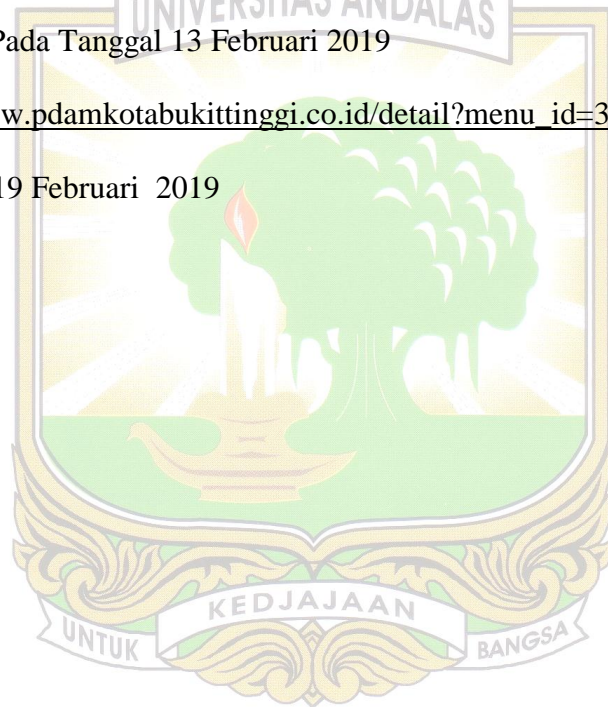 UNIVERSITAS ANDALAS
Pada Tanggal 13 Februari 2019
w.pdamkotabukittinggi.co.id/detail?menu_id=3
19 Februari 2019
UNTUK KEDJAJAAN BANGSA